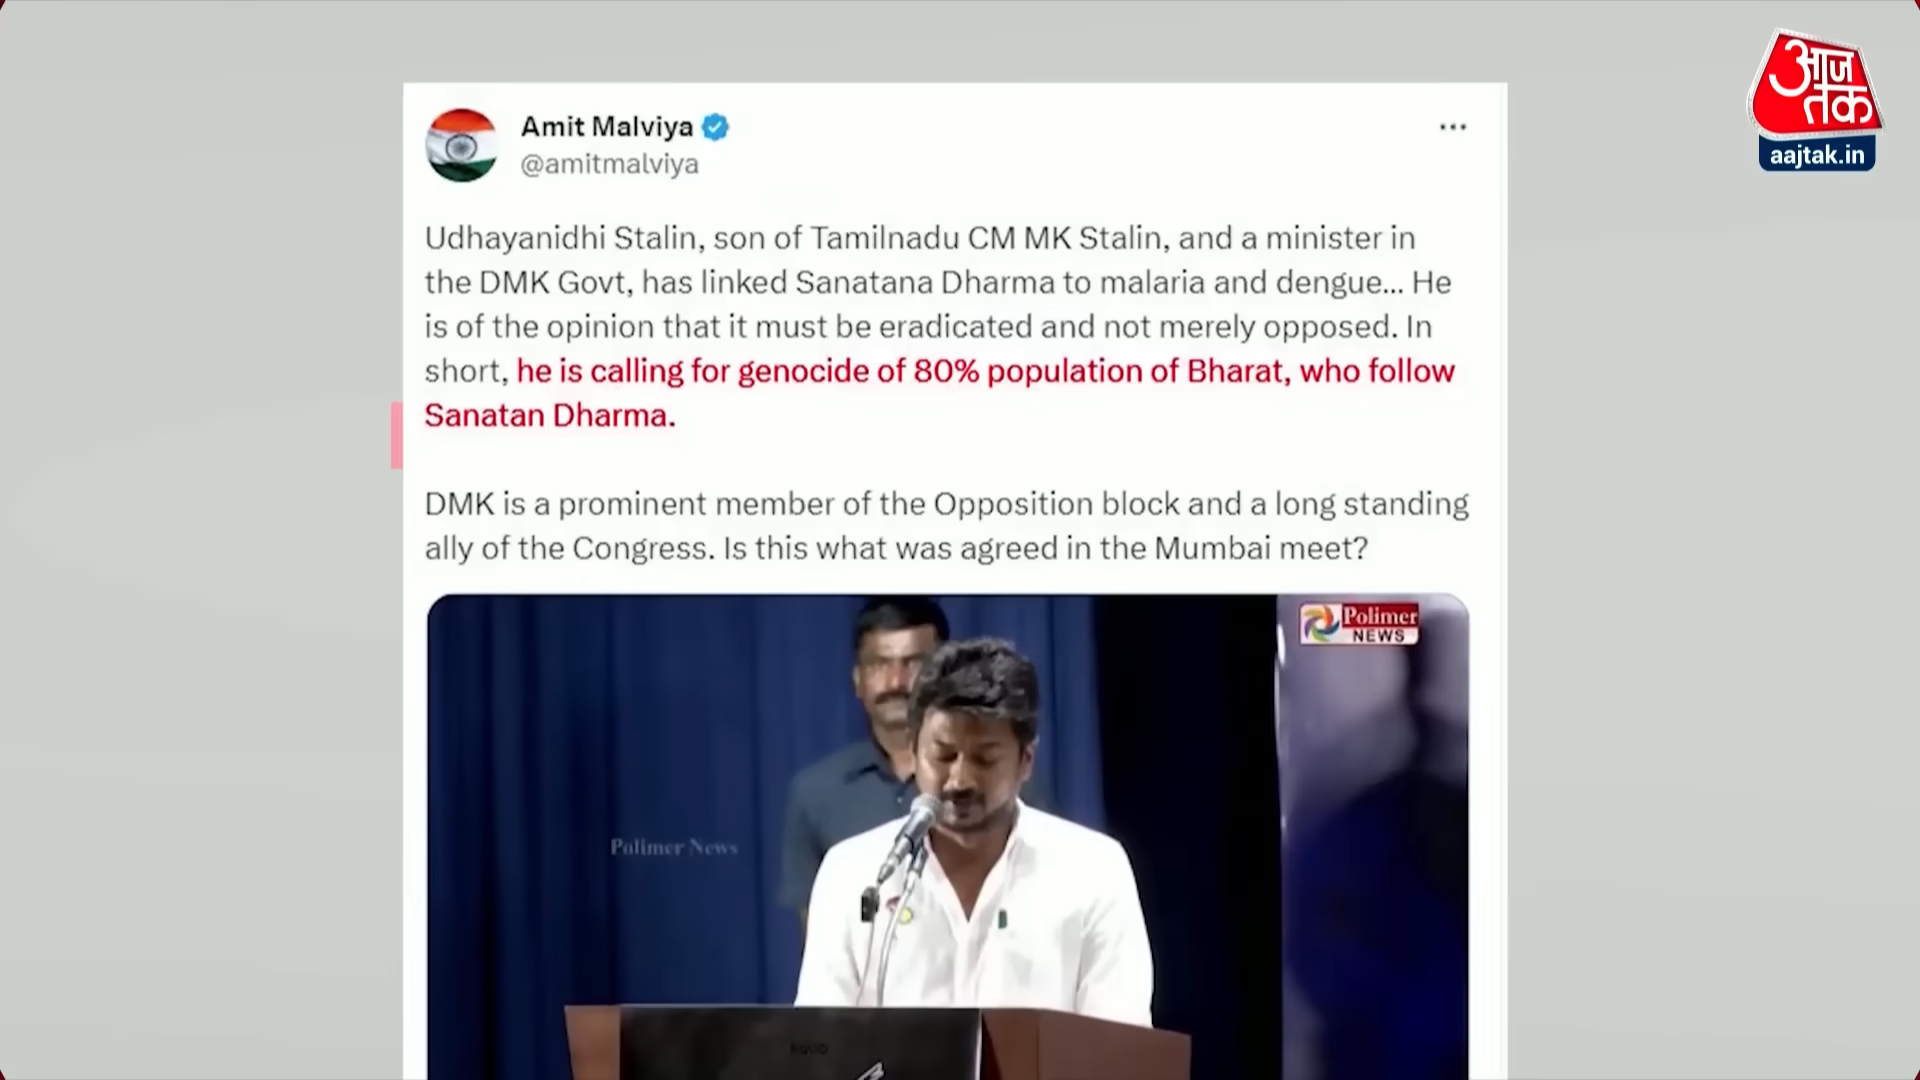 आज
तक
aajtak.in
Amit Malviya
@amitmalviya
Udhayanidhi Stalin, son of Tamilnadu CM MK Stalin, and a minister in
the DMK Govt, has linked Sanatana Dharma to malaria and dengue... He
is of the opinion that it must be eradicated and not merely opposed. In
short, he is calling for genocide of 80% population of Bharat, who follow
Sanatan Dharma.
DMK is a prominent member of the Opposition block and a long standing
ally of the Congress. Is this what was agreed in the Mumbai meet?
Polimer
NEWS
Polimer News